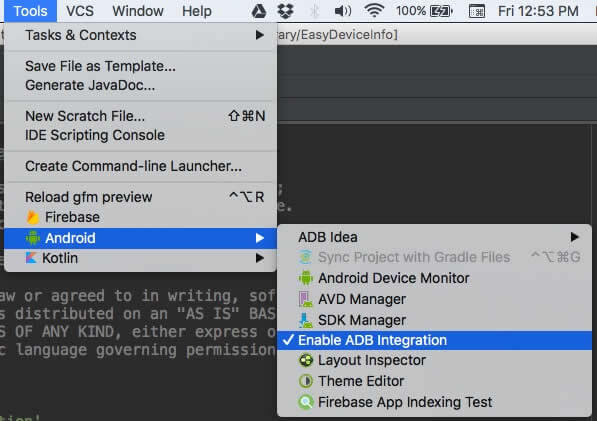 Tools VCS Window Help 100% Fri 12:53 PM
rary/EasyDeviceInfo]
Tasks & Contexts
Save File as Template...
Generate JavaDoc...
New Scratch File... ⇧⌘N
IDE Scripting Console
Create Command-line Launcher...
Reload gfm preview ^⌥R
Firebase
Android
Kotlin
ADB Idea
Sync Project with Gradle Files ^⌥⌘G
Android Device Monitor
AVD Manager
SDK Manager
✓ Enable ADB Integration
Layout Inspector
Theme Editor
Firebase App Indexing Test
aw or agreed to in writing, sof
s distributed on an "AS IS" BAS
S OF ANY KIND, either express o
c language governing permission